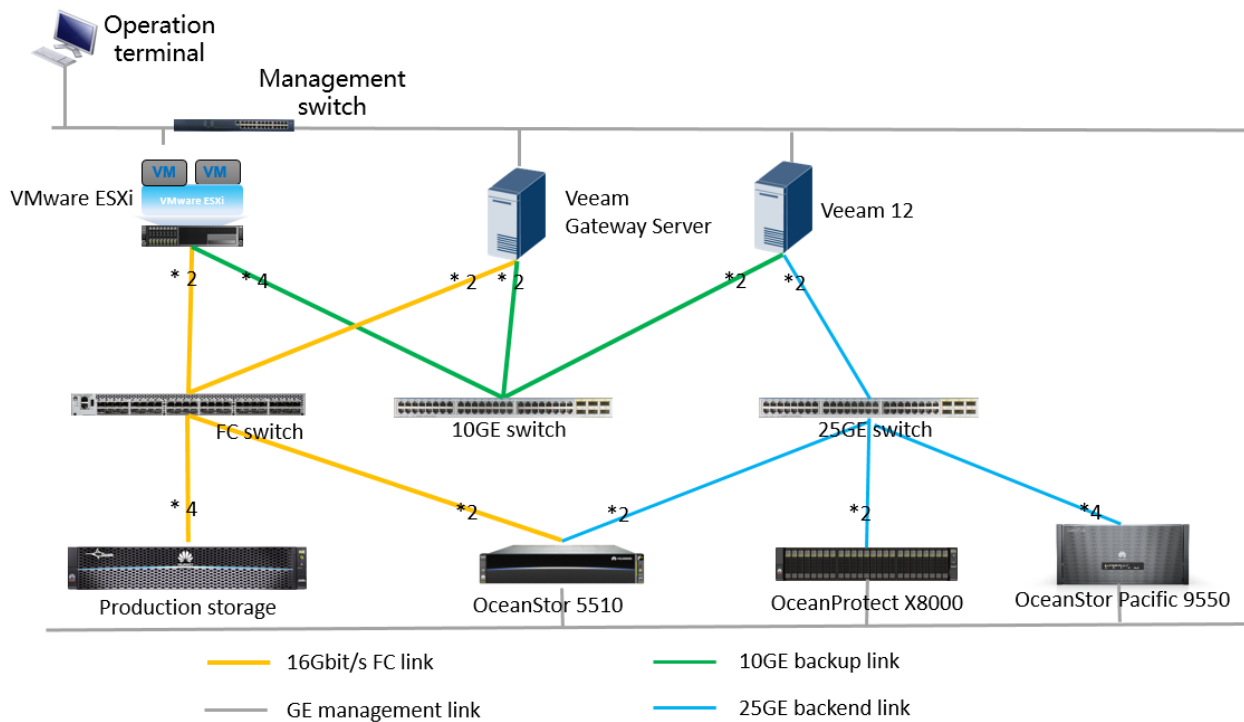 Operation
terminal
Management
switch
VM VM
VMware ESXi
VMware ESXi
Veeam
Gateway Server
Veeam 12
* 2
* 4
* 2
* 2
*2
*2
FC switch
10GE switch
25GE switch
* 4
*2
*2
*2
*4
Production storage
OceanStor 5510
OceanProtect X8000
OceanStor Pacific 9550
16Gbit/s FC link
10GE backup link
GE management link
25GE backend link